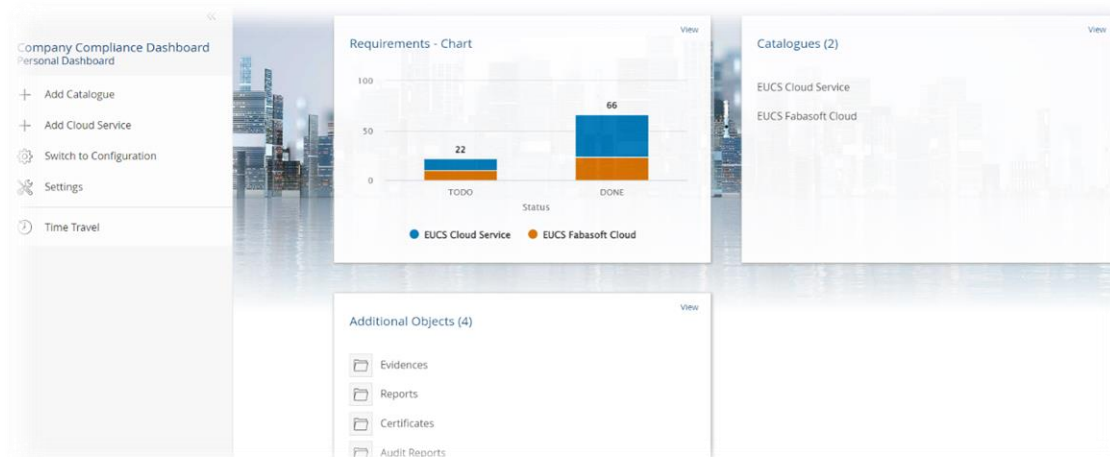 Company Compliance Dashboard
Personal Dashboard
Add Catalogue
Add Cloud Service
Switch to Configuration
Settings
Time Travel
View
Requirements - Chart
100
66
50
22
0
TODO
DONE
Status
EUCS Cloud Service
EUCS Fabasoft Cloud
View
Catalogues (2)
EUCS Cloud Service
EUCS Fabasoft Cloud
View
Additional Objects (4)
Evidences
Reports
Certificates
Audit Reports